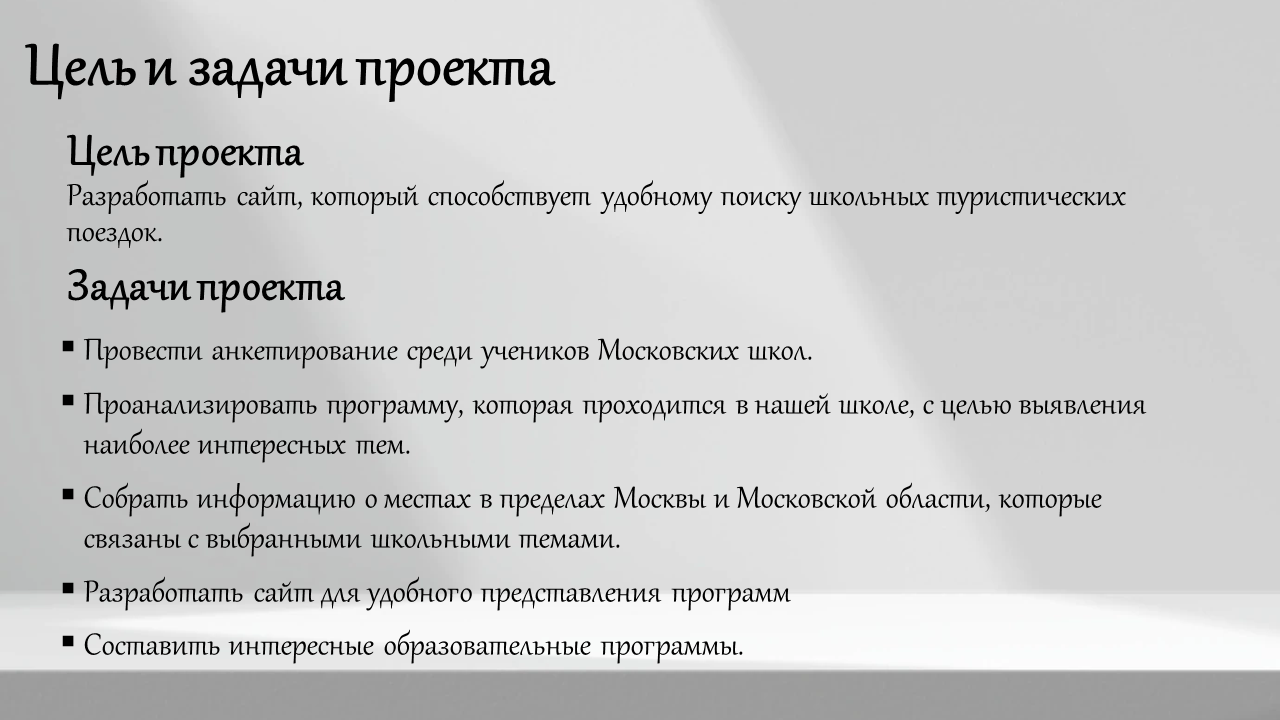 Цель и задачи проекта
Цель проекта
Разработать сайт, который способствует удобному поиску школьных туристических
поездок.
Задачи проекта
▪ Провести анкетирование среди учеников Московских школ.
▪ Проанализировать программу, которая проходится в нашей школе, с целью выявления
наиболее интересных тем.
▪ Собрать информацию о местах в пределах Москвы и Московской области, которые
связаны с выбранными школьными темами.
▪ Разработать сайт для удобного представления программ
▪ Составить интересные образовательные программы.